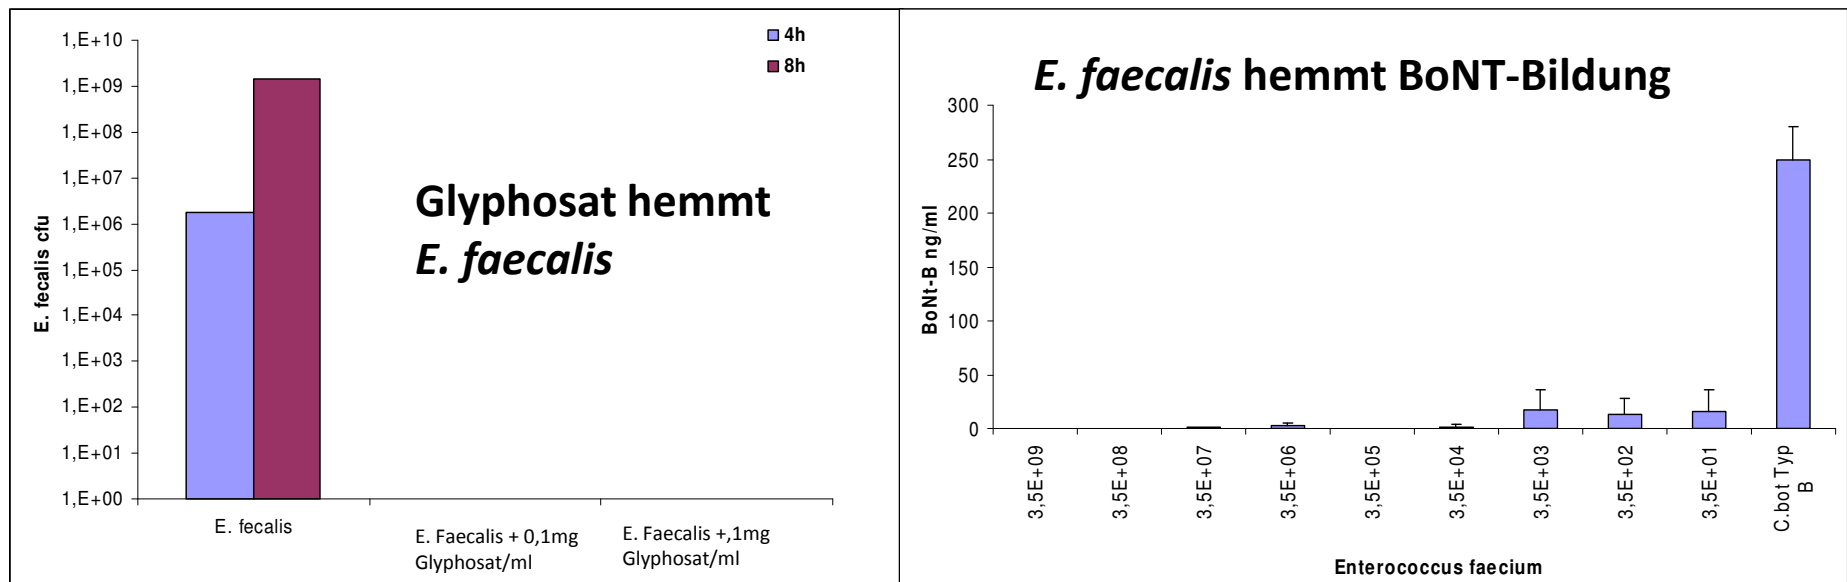 1,E+10
1,E+09
1,E+08
1,E+07
1,E+06
1,E+05
1,E+04
1,E+03
1,E+02
1,E+01
1,E+00
E. fecalis cfu
4h
8h
Glyphosat hemmt
E. faecalis
E. fecalis
E. Faecalis + 0,1mg
Glyphosat/ml
E. Faecalis +,1mg
Glyphosat/ml
E. faecalis hemmt BoNT-Bildung
300
250
200
150
100
50
0
BoNt-B ng/ml
3,5E+09
3,5E+08
3,5E+07
3,5E+06
3,5E+05
3,5E+04
3,5E+03
3,5E+02
3,5E+01
C.bot Typ
B
Enterococcus faecium